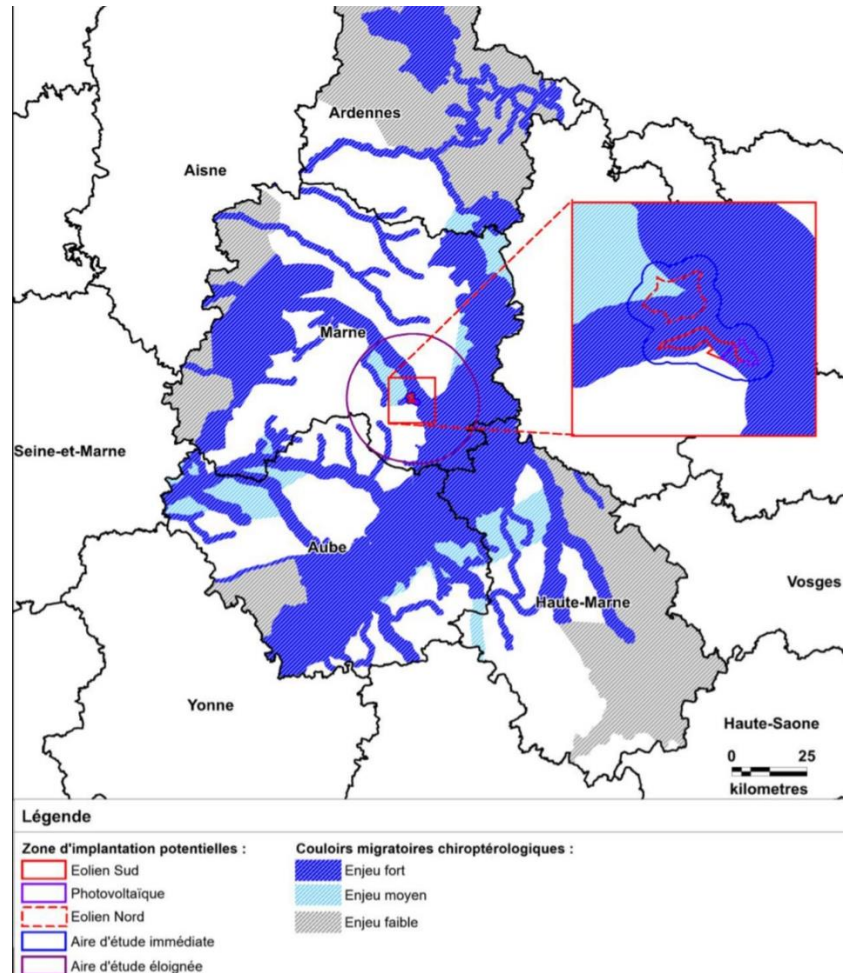 Ardennes
Aisne
Marne
Seine-et-Marne
Aube
Vosges
Haute-Marne
Yonne
Haute-Saone
0 25
kilometres
Légende
Zone d'implantation potentielles :
Eolien Sud
Photovoltaïque
Eolien Nord
Aire d'étude immédiate
Aire d'étude éloignée
Couloirs migratoires chiroptérologiques :
Enjeu fort
Enjeu moyen
Enjeu faible